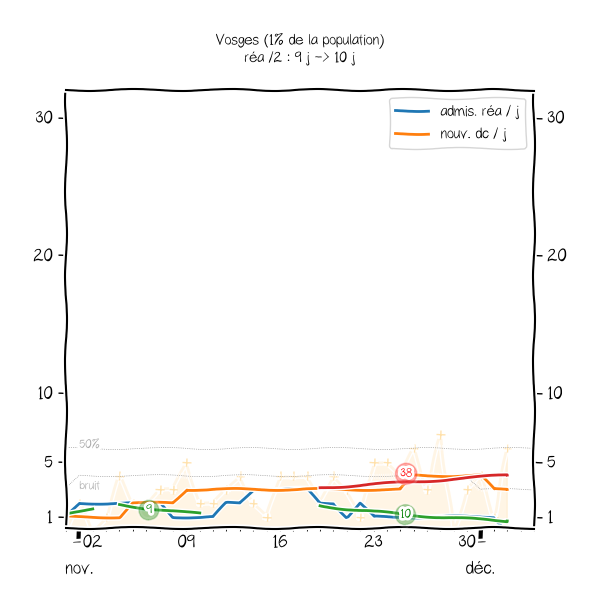 Vosges (1% de la population)
réa /2 : 9 j -> 10 j
admis. réa / j
nouv. dc / j
30
30
20
20
10
10
50%
5
5
bruit
38
9
10
1
1
02
09
16
23
30
nov.
déc.